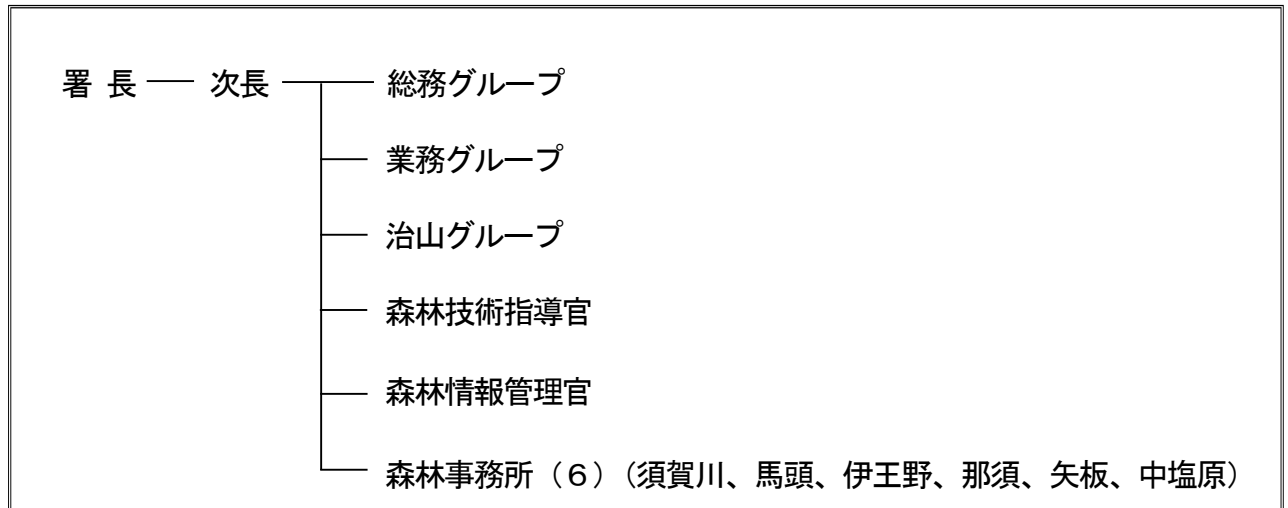 署 長 次長 総務グループ
業務グループ
治山グループ
森林技術指導官
森林情報管理官
森林事務所（６）（須賀川、馬頭、伊王野、那須、矢板、中塩原）